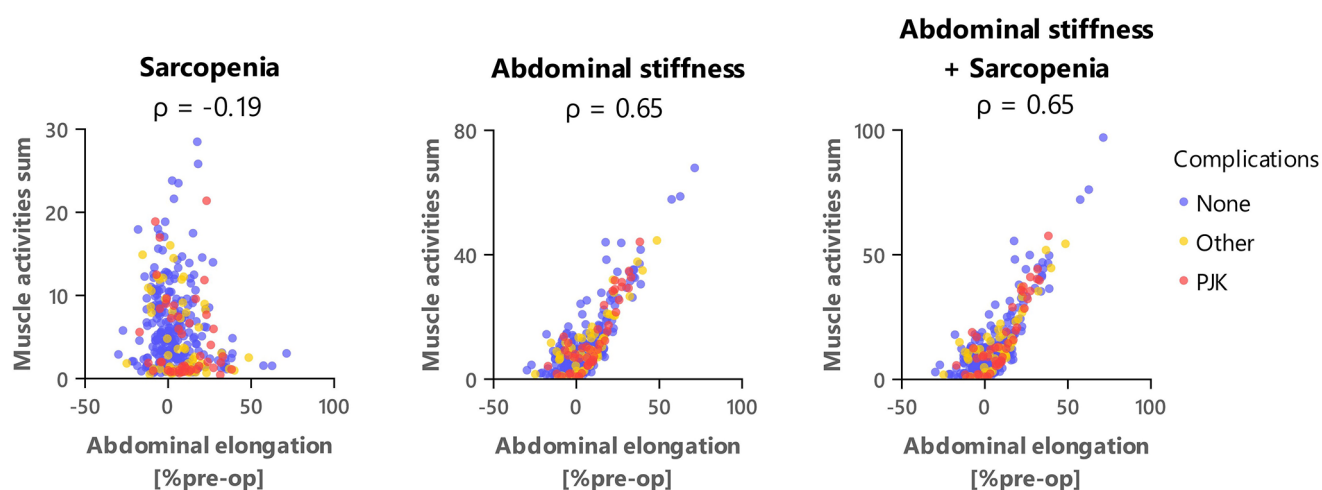 Sarcopenia
ρ = -0.19
Muscle activities sum
30
20
10
0
-50
0
50
100
Abdominal elongation
[%pre-op]
Abdominal stiffness
ρ = 0.65
Muscle activities sum
80
40
0
-50
0
50
100
Abdominal elongation
[%pre-op]
Abdominal stiffness
+ Sarcopenia
ρ = 0.65
Muscle activities sum
100
50
0
-50
0
50
100
Abdominal elongation
[%pre-op]
Complications
None
Other
PJK